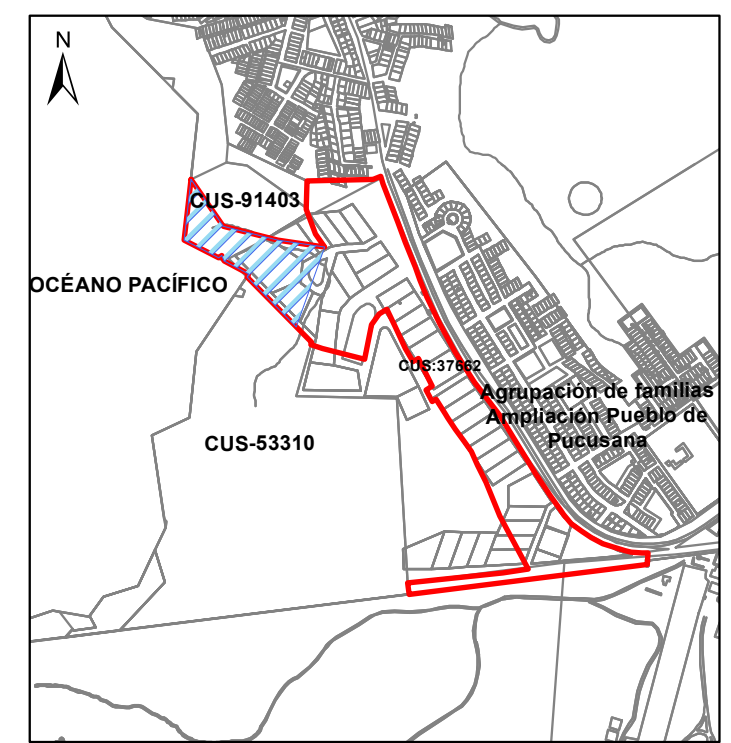 N
CUS-91403
OCÉANO PACÍFICO
CUS:37662
Agrupación de familias
Ampliación Pueblo de
Pucusana
CUS-53310